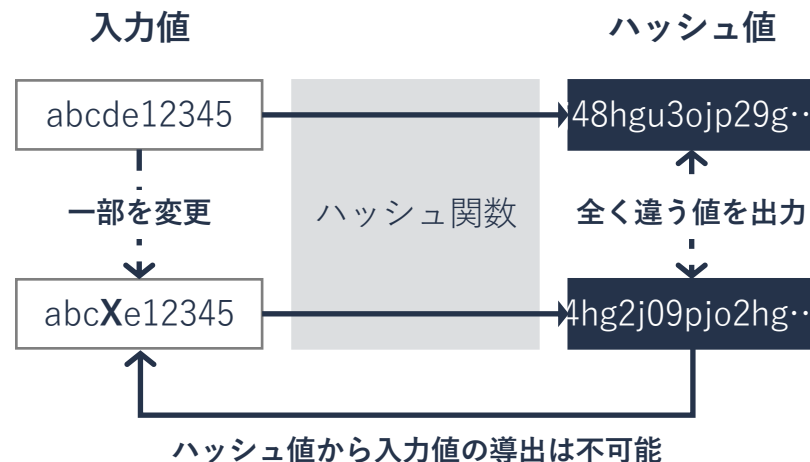 入力値
ハッシュ値
abcde12345
48hgu3ojp29g‥
一部を変更
ハッシュ関数
全く違う値を出力
abcXe12345
4hg2j09pjo2hg‥
ハッシュ値から入力値の導出は不可能